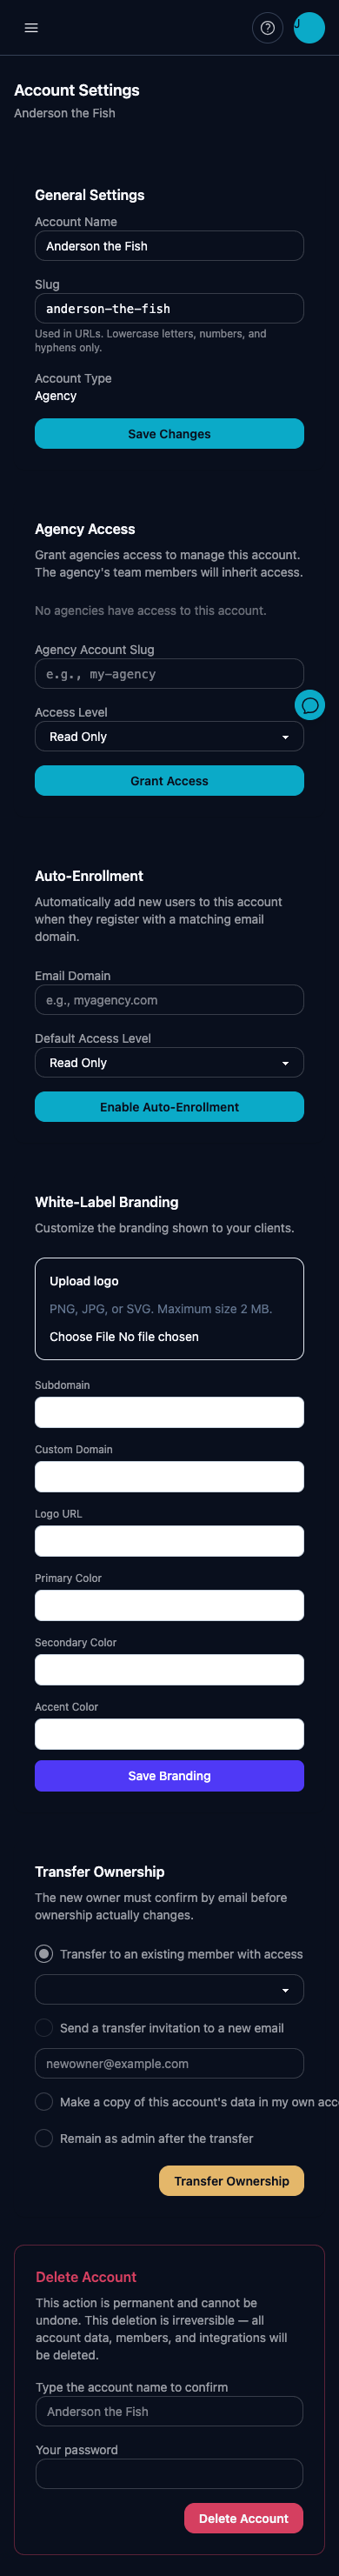 J
Account Settings
Anderson the Fish
General Settings
Account Name
Anderson the Fish
Slug
anderson-the-fish
Used in URLs. Lowercase letters, numbers, and
hyphens only.
Account Type
Agency
Save Changes
Agency Access
Grant agencies access to manage this account.
The agency's team members will inherit access.
No agencies have access to this account.
Agency Account Slug
e.g., my-agency
Access Level
Read Only
Grant Access
Auto-Enrollment
Automatically add new users to this account
when they register with a matching email
domain.
Email Domain
e.g., myagency.com
Default Access Level
Read Only
Enable Auto-Enrollment
White-Label Branding
Customize the branding shown to your clients.
Upload logo
PNG, JPG, or SVG. Maximum size 2 MB.
Choose File No file chosen
Subdomain
Custom Domain
Logo URL
Primary Color
Secondary Color
Accent Color
Save Branding
Transfer Ownership
The new owner must confirm by email before
ownership actually changes.
Transfer to an existing member with access
Send a transfer invitation to a new email
newowner@example.com
Make a copy of this account's data in my own acc
Remain as admin after the transfer
Transfer Ownership
Delete Account
This action is permanent and cannot be
undone. This deletion is irreversible — all
account data, members, and integrations will
be deleted.
Type the account name to confirm
Anderson the Fish
Your password
Delete Account